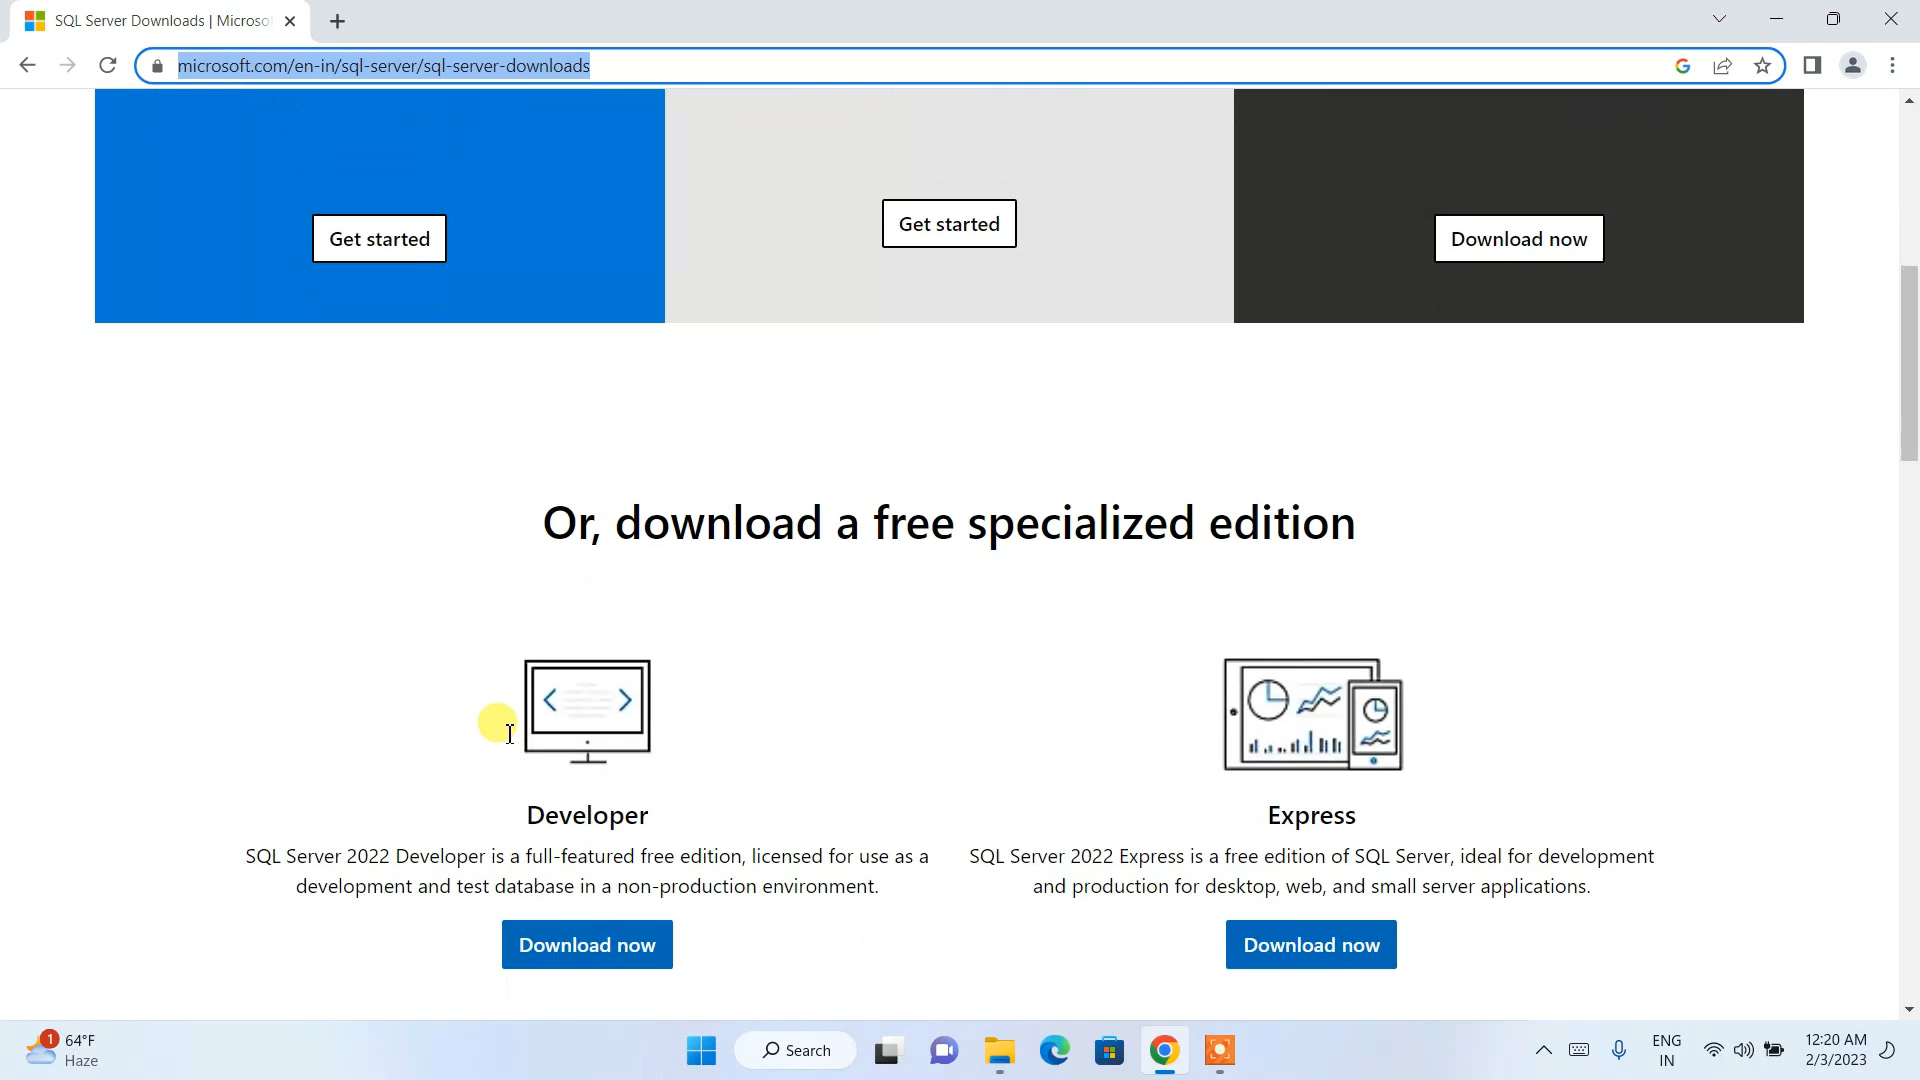 SQL Server Downloads | Microso
microsoft.com/en-in/sql-server/sql-server-downloads
Get started
Get started
Download now
Or, download a free specialized edition
Developer
SQL Server 2022 Developer is a full-featured free edition, licensed for use as a
development and test database in a non-production environment.
Download now
Express
SQL Server 2022 Express is a free edition of SQL Server, ideal for development
and production for desktop, web, and small server applications.
Download now
1
64°F
Haze
Search
ENG
IN
12:20 AM
2/3/2023